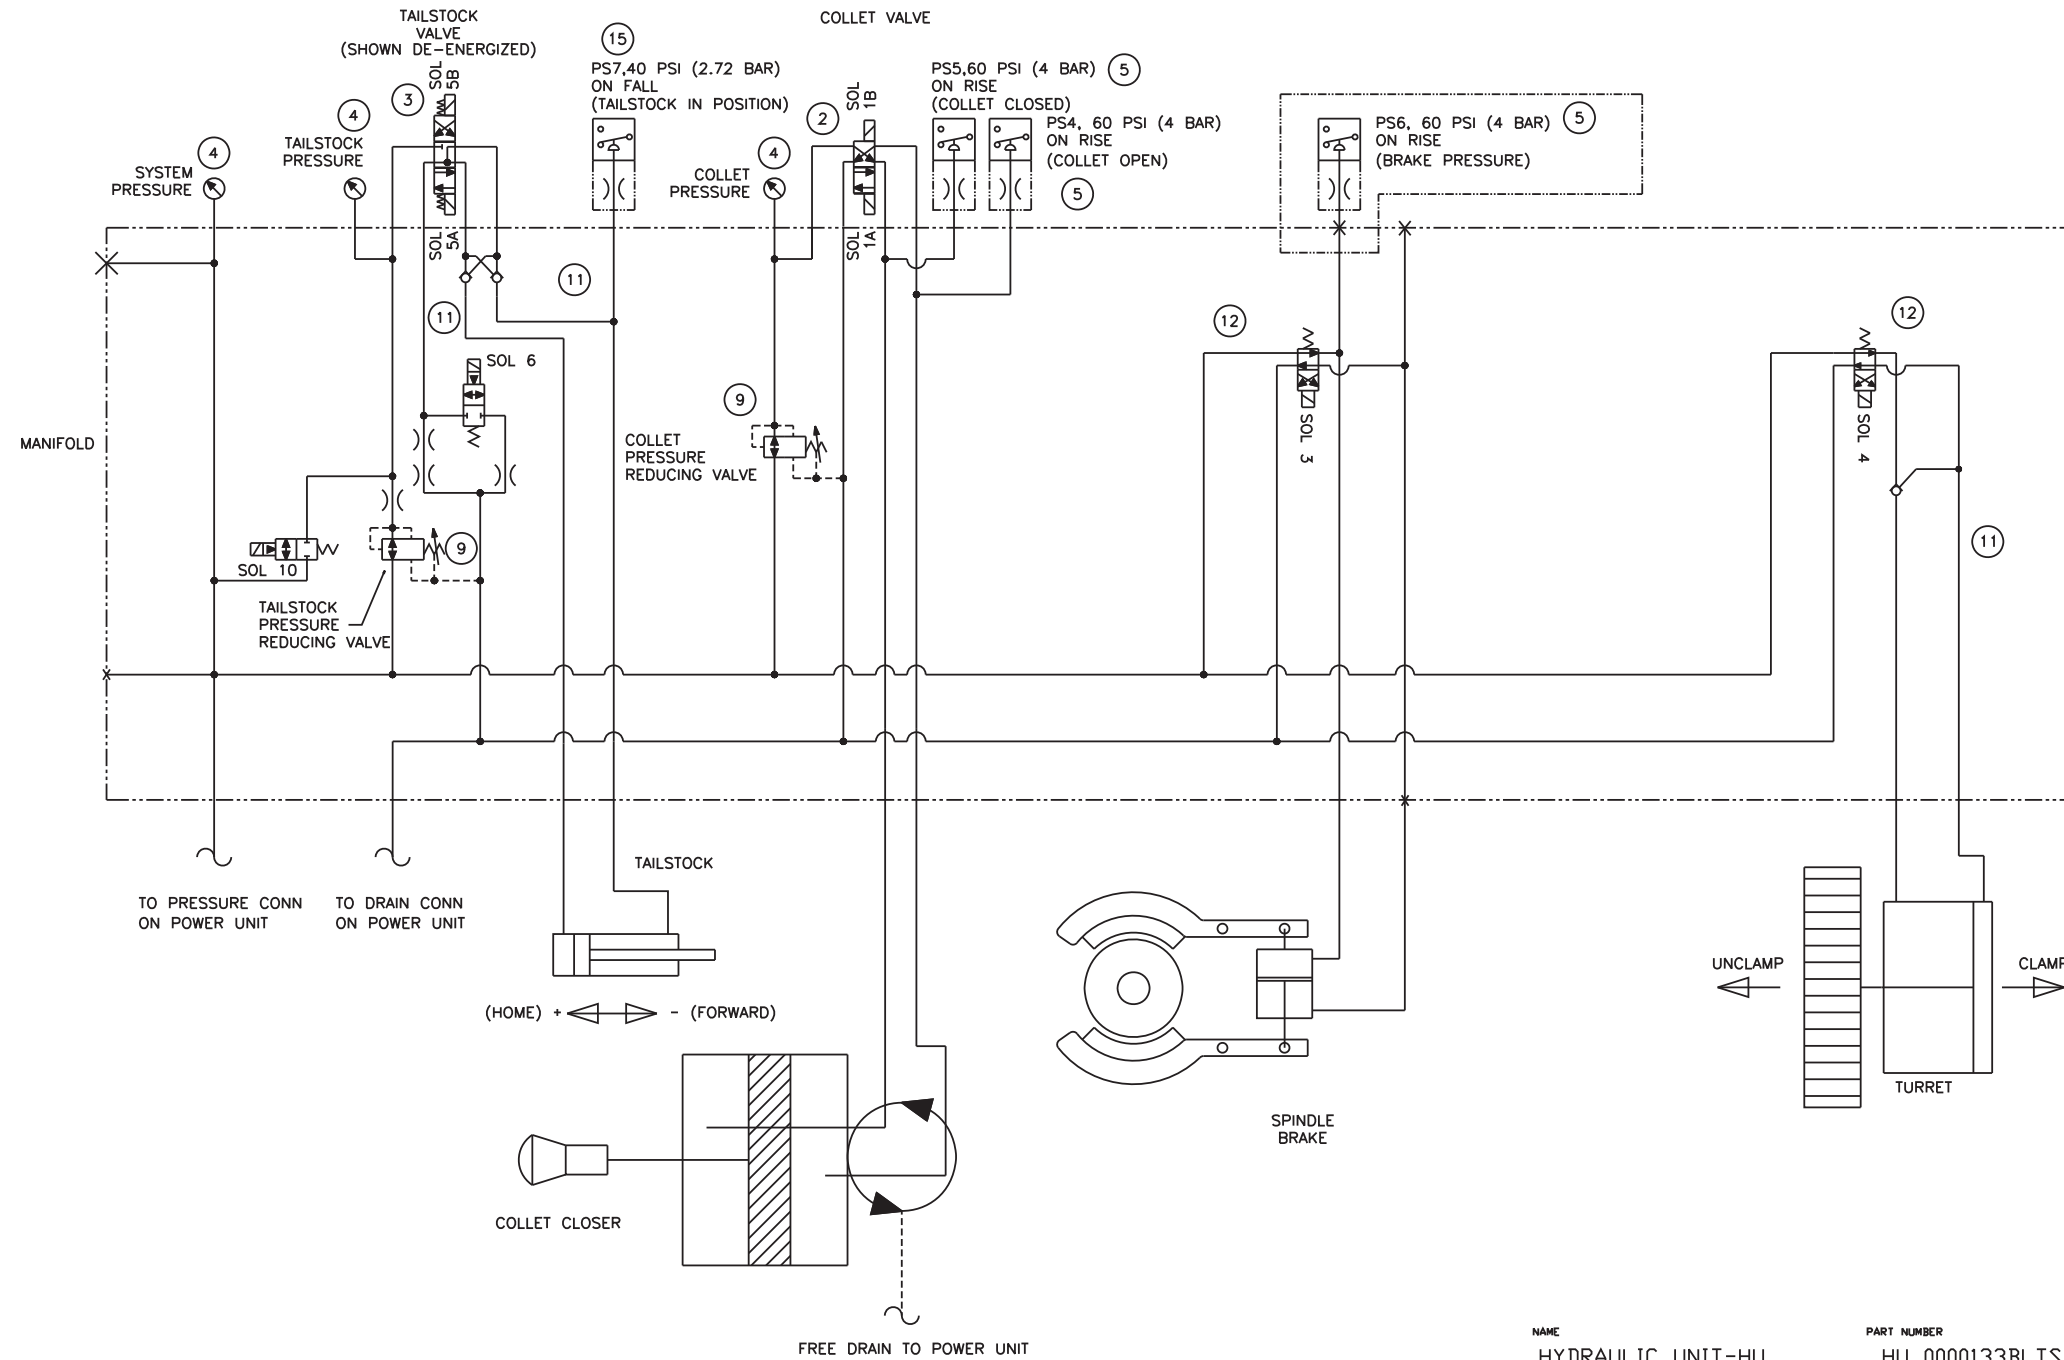 TAILSTOCK
VALVE
(SHOWN DE-ENERGIZED)
SOL
5B
3
4
TAILSTOCK
PRESSURE
4
SYSTEM
PRESSURE
SOL
5A
15
PS7,40 PSI (2.72 BAR)
ON FALL
(TAILSTOCK IN POSITION)
COLLET VALVE
SOL
1B
2
4
COLLET
PRESSURE
SOL
1A
PS5,60 PSI (4 BAR)
ON RISE
(COLLET CLOSED)
5
PS4, 60 PSI (4 BAR)
ON RISE
(COLLET OPEN)
5
PS6, 60 PSI (4 BAR)
ON RISE
(BRAKE PRESSURE)
5
11
11
SOL 6
12
SOL 3
12
SOL 4
MANIFOLD
9
COLLET
PRESSURE
REDUCING VALVE
SOL 10
9
11
TAILSTOCK
PRESSURE
REDUCING VALVE
TO PRESSURE CONN
ON POWER UNIT
TO DRAIN CONN
ON POWER UNIT
TAILSTOCK
(HOME) +
- (FORWARD)
UNCLAMP
CLAMP
TURRET
SPINDLE
BRAKE
COLLET CLOSER
FREE DRAIN TO POWER UNIT
NAME
HYDRAULIC UNIT-HU
PART NUMBER
HU 0000133BLTS